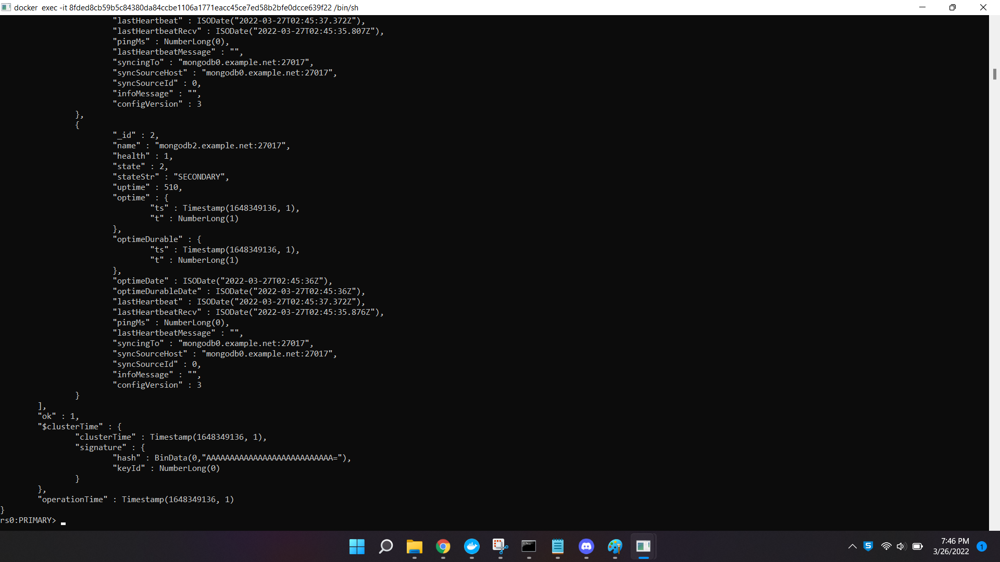 docker  exec -it 8fded8cb59b5c84380da84ccbe1106a1771eacc45ce7ed58b2bfe0dcce639f22 /bin/sh
"lastHeartbeat" : ISODate("2022-03-27T02:45:37.372Z"),
"lastHeartbeatRecv" : ISODate("2022-03-27T02:45:35.807Z"),
"pingMs" : NumberLong(0),
"lastHeartbeatMessage" : "",
"syncingTo" : "mongodb0.example.net:27017",
"syncSourceHost" : "mongodb0.example.net:27017",
"syncSourceId" : 0,
"infoMessage" : "",
"configVersion" : 3
},
{
"_id" : 2,
"name" : "mongodb2.example.net:27017",
"health" : 1,
"state" : 2,
"stateStr" : "SECONDARY",
"uptime" : 510,
"optime" : {
"ts" : Timestamp(1648349136, 1),
"t" : NumberLong(1)
},
"optimeDurable" : {
"ts" : Timestamp(1648349136, 1),
"t" : NumberLong(1)
},
"optimeDate" : ISODate("2022-03-27T02:45:36Z"),
"optimeDurableDate" : ISODate("2022-03-27T02:45:36Z"),
"lastHeartbeat" : ISODate("2022-03-27T02:45:37.372Z"),
"lastHeartbeatRecv" : ISODate("2022-03-27T02:45:35.876Z"),
"pingMs" : NumberLong(0),
"lastHeartbeatMessage" : "",
"syncingTo" : "mongodb0.example.net:27017",
"syncSourceHost" : "mongodb0.example.net:27017",
"syncSourceId" : 0,
"infoMessage" : "",
"configVersion" : 3
}
],
"ok" : 1,
"$clusterTime" : {
"clusterTime" : Timestamp(1648349136, 1),
"signature" : {
"hash" : BinData(0,"AAAAAAAAAAAAAAAAAAAAAAAAAAA="),
"keyId" : NumberLong(0)
}
},
"operationTime" : Timestamp(1648349136, 1)
}
rs0:PRIMARY>
7:46 PM
3/26/2022
1